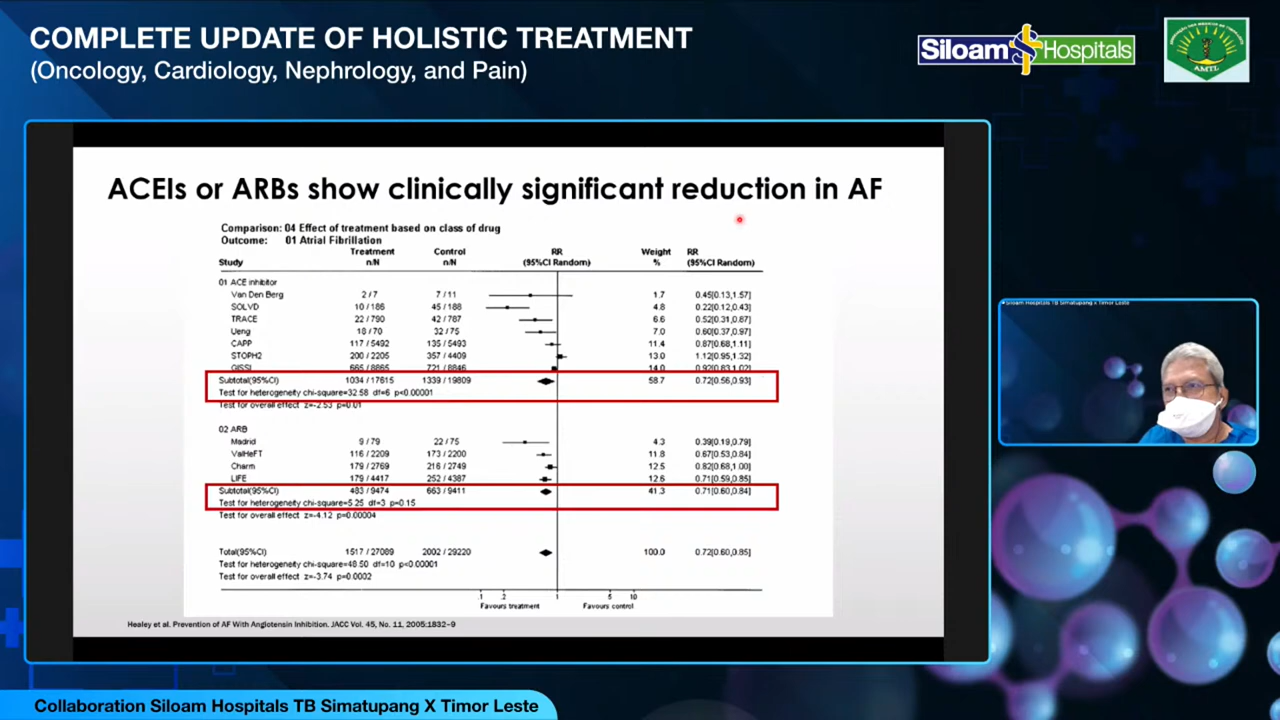 COMPLETE UPDATE OF HOLISTIC TREATMENT
(Oncology, Cardiology, Nephrology, and Pain)
Siloam Hospitals
AMTL
ACEIs or ARBs show clinically significant reduction in AF
Comparison: 04 Effect of treatment based on class of drug
Outcome: 01 Atrial Fibrillation
Treatment Control RR Weight RR
Study n/N n/N (95%CI Random) % (95%CI Random)
01 ACE inhibitor
Van Den Berg 2 / 7 7 / 11 1.7 0.45[0.13,1.57]
SOLVD 10 / 186 45 / 188 4.8 0.22[0.12,0.43]
TRACE 22 / 790 42 / 787 6.6 0.52[0.31,0.87]
Ueng 18 / 70 32 / 75 7.0 0.60[0.37,0.97]
CAPP 117 / 5492 135 / 5493 11.4 0.87[0.68,1.11]
STOPH2 200 / 2205 357 / 4409 13.0 1.12[0.95,1.32]
GISSI 665 / 8865 721 / 8846 14.0 0.92[0.83,1.02]
Subtotal(95%CI) 1034 / 17615 1339 / 19809 58.7 0.72[0.56,0.93]
Test for heterogeneity chi-square=32.58 df=6 p<0.00001
Test for overall effect z=-2.53 p=0.01
02 ARB
Madrid 9 / 79 22 / 75 4.3 0.39[0.19,0.79]
ValHeFT 116 / 2209 173 / 2200 11.8 0.67[0.53,0.84]
Charm 179 / 2769 216 / 2749 12.5 0.82[0.68,1.00]
LIFE 179 / 4417 252 / 4387 12.6 0.71[0.59,0.85]
Subtotal(95%CI) 483 / 9474 663 / 9411 41.3 0.71[0.60,0.84]
Test for heterogeneity chi-square=5.25 df=3 p=0.15
Test for overall effect z=-4.12 p=0.00004
Total(95%CI) 1517 / 27089 2002 / 29220 100.0 0.72[0.60,0.85]
Test for heterogeneity chi-square=48.50 df=10 p<0.00001
Test for overall effect z=-3.74 p=0.0002
.1 .2 1 5 10
Favours treatment Favours control
Healey et al. Prevention of AF With Angiotensin Inhibition. JACC Vol. 45, No. 11, 2005:1832–9
Siloam Hospitals TB Simatupang x Timor Leste
Collaboration Siloam Hospitals TB Simatupang X Timor Leste